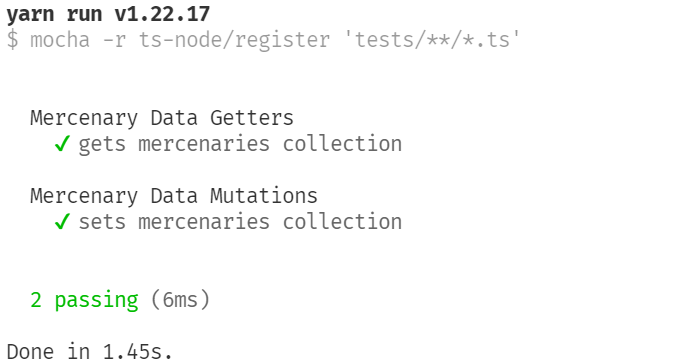 yarn run v1.22.17
$ mocha -r ts-node/register 'tests/**/*.ts'
Mercenary Data Getters
✓ gets mercenaries collection
Mercenary Data Mutations
✓ sets mercenaries collection
2 passing (6ms)
Done in 1.45s.